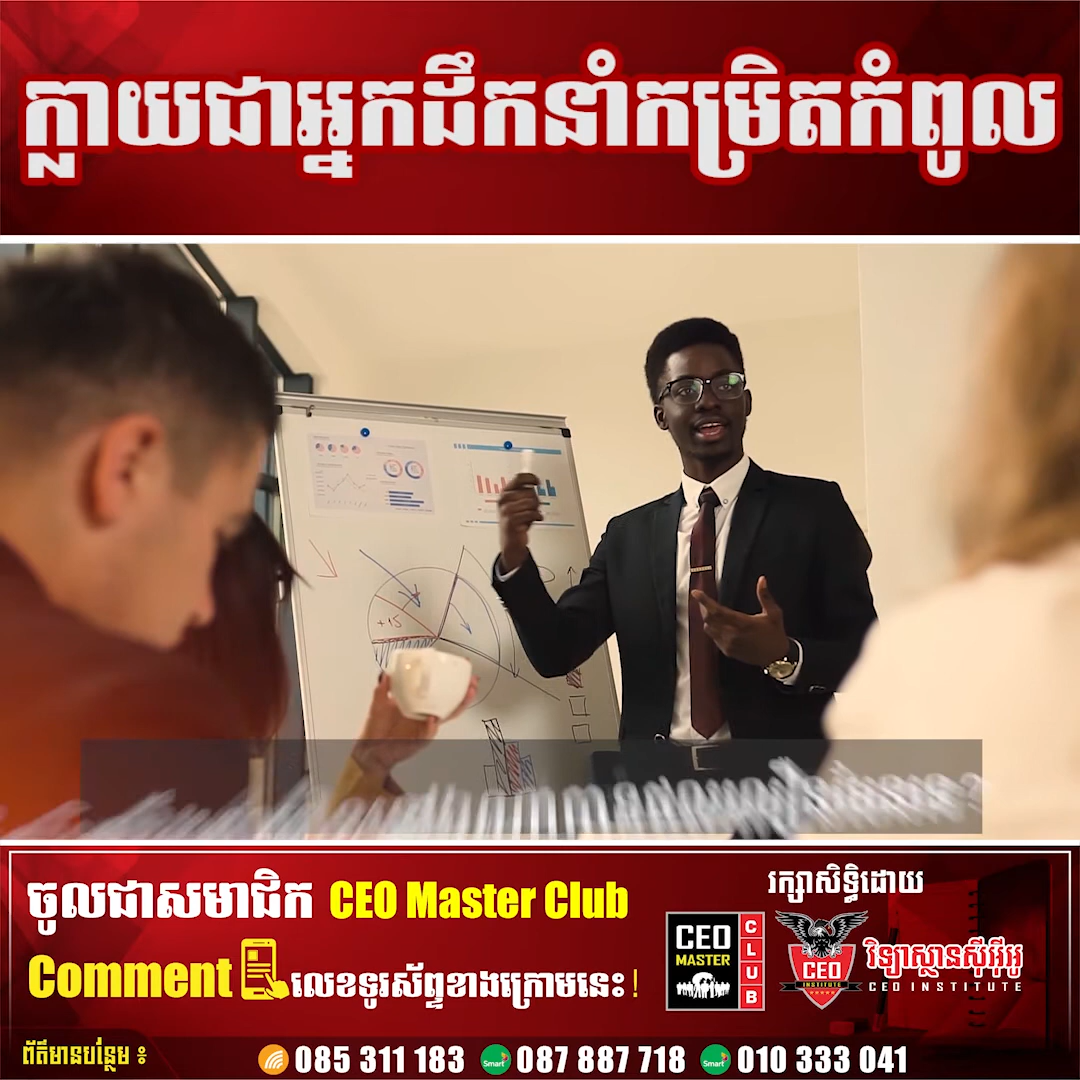 ក្លាយជាអ្នកដឹកនាំកម្រិតកំពូល
+15
ចូលជាសមាជិក CEO Master Club
Comment លេខទូរស័ព្ទខាងក្រោមនេះ!
រក្សាសិទ្ធិដោយ
CEO
MASTER
CLUB
CEO
INSTITUTE
វិទ្យាស្ថានស៊ីអ៊ីអូ
CEO INSTITUTE
ព័ត៌មានបន្ថែម ៖ 085 311 183 Smart 087 887 718 Smart 010 333 041